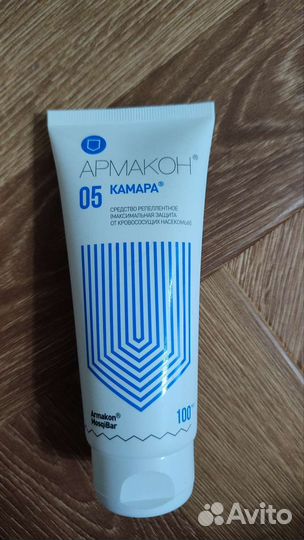 АРМАКОН®
05 КАМАРА®
СРЕДСТВО РЕПЕЛЛЕНТНОЕ
(МАКСИМАЛЬНАЯ ЗАЩИТА
ОТ КРОВОСОСУЩИХ НАСЕКОМЫХ)
Armakon®
MosqiBar
100
Avito